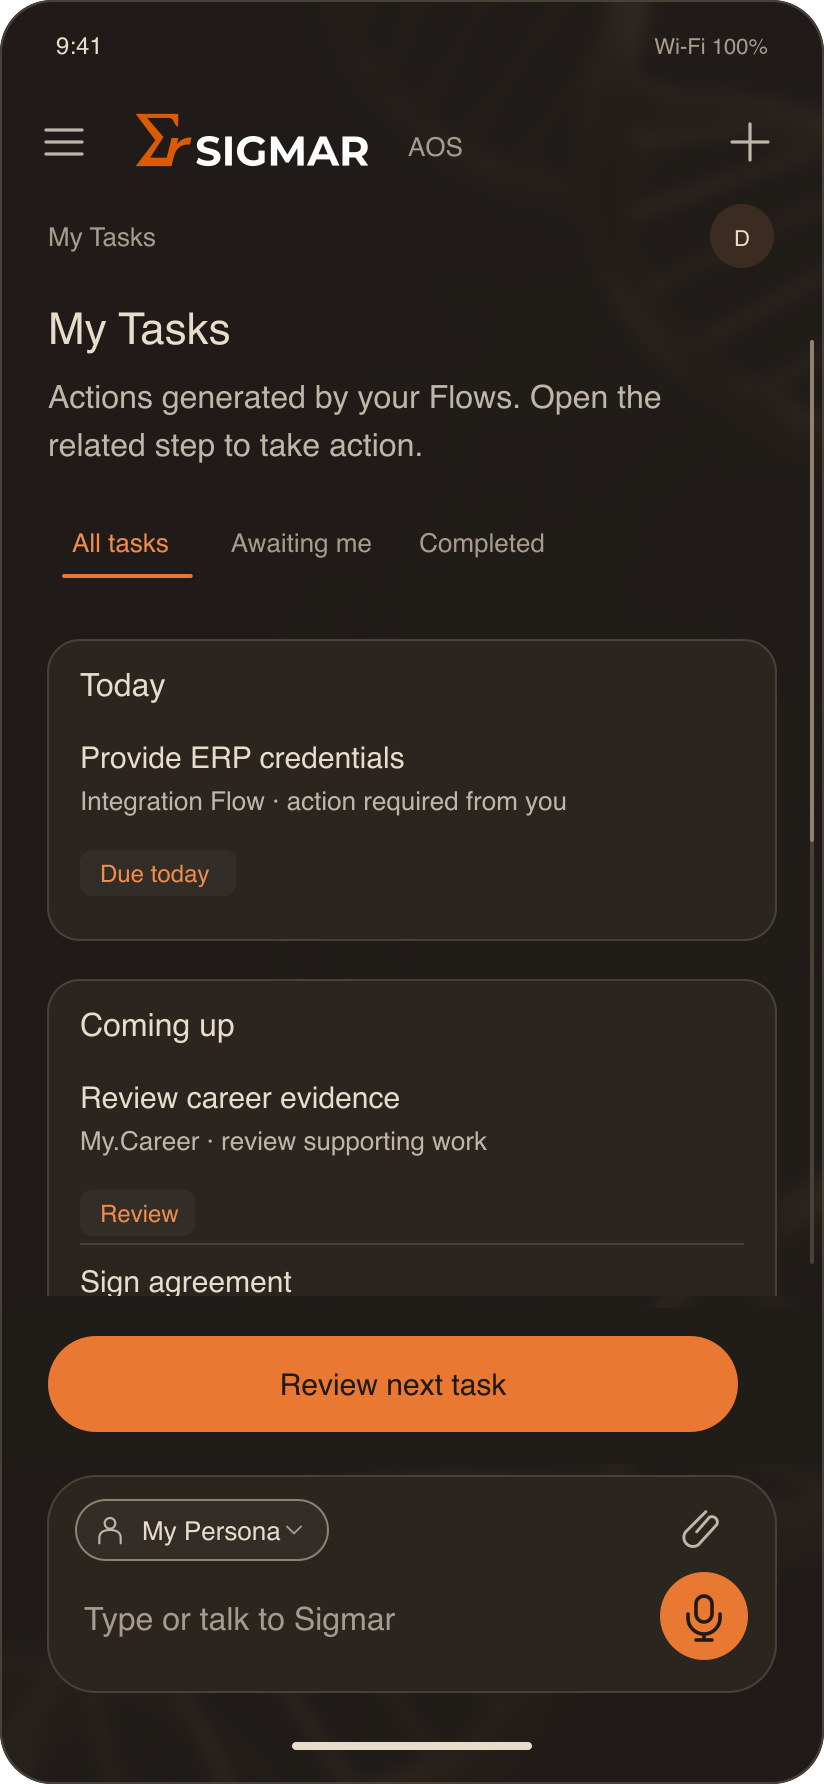 9:41
Wi-Fi 100%
Σr SIGMAR AOS
My Tasks
D
My Tasks
Actions generated by your Flows. Open the
related step to take action.
All tasks
Awaiting me
Completed
Today
Provide ERP credentials
Integration Flow · action required from you
Due today
Coming up
Review career evidence
My.Career · review supporting work
Review
Sign agreement
Review next task
My Persona
Type or talk to Sigmar